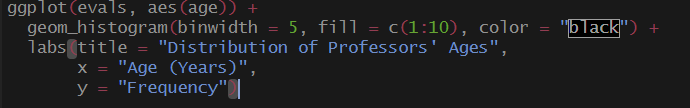 ggplot(evals, aes(age)) +
  geom_histogram(binwidth = 5, fill = c(1:10), color = "black") +
  labs(title = "Distribution of Professors' Ages",
       x = "Age (Years)",
       y = "Frequency")